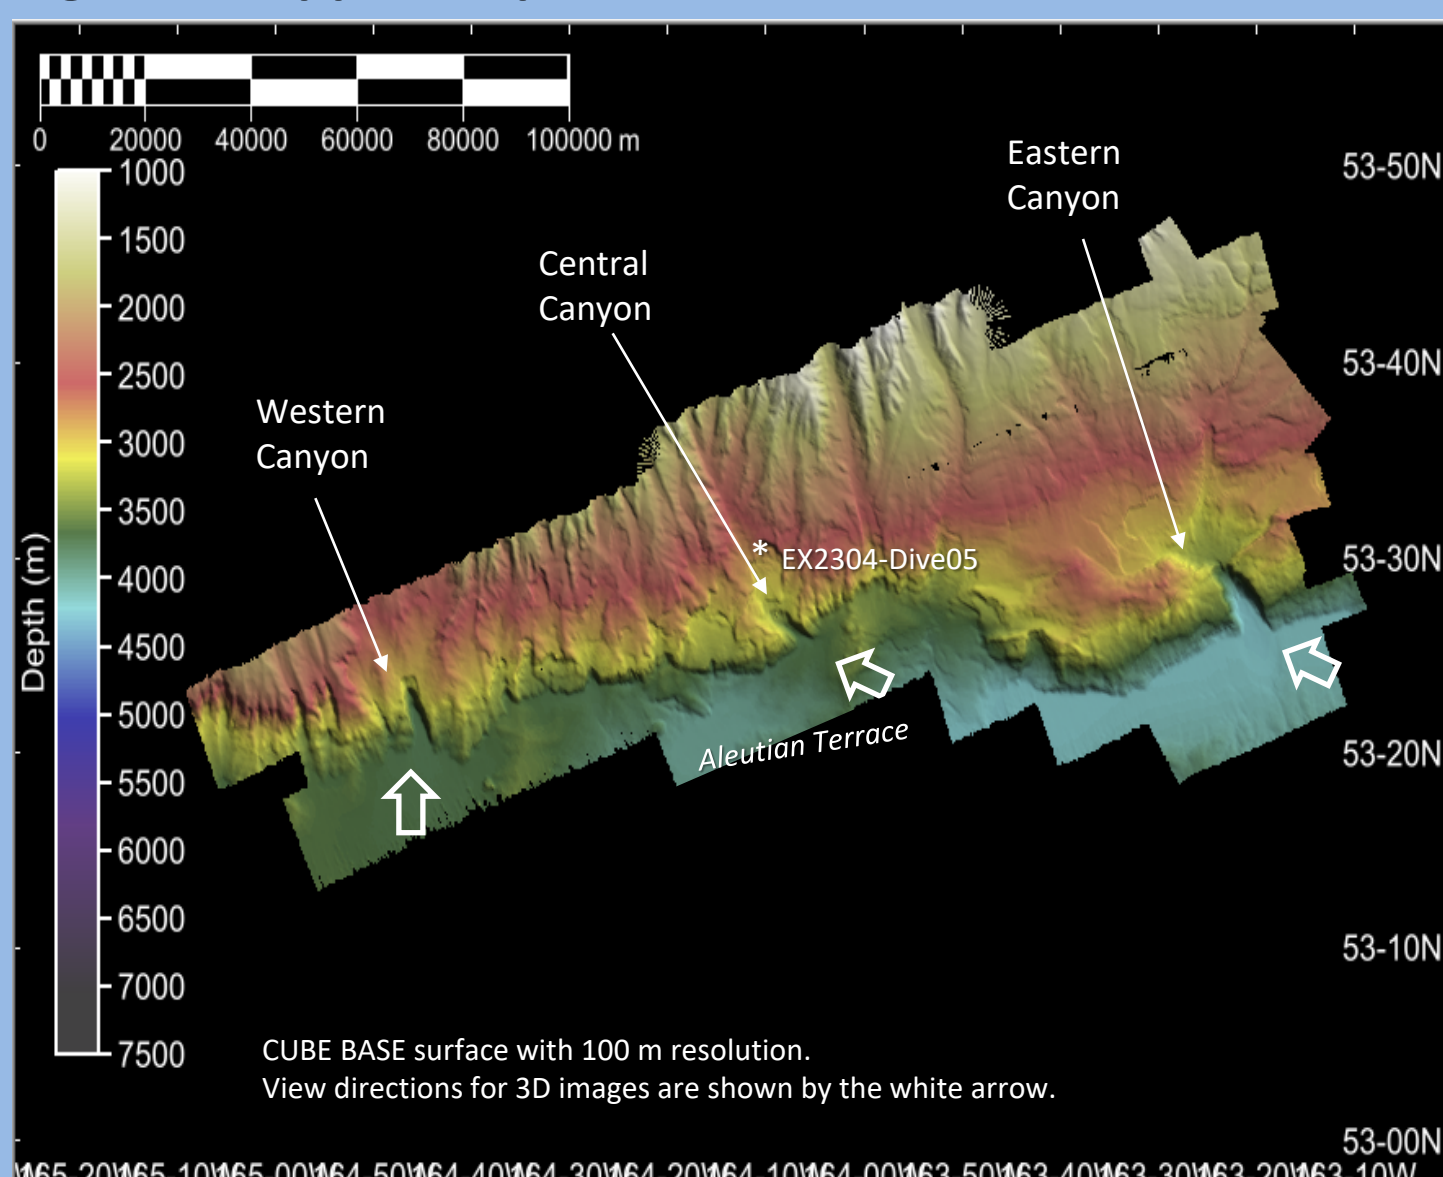 0 20000 40000 60000 80000 100000 m
Eastern
Canyon
53-50N
1000
1500
Central
Canyon
2000
53-40N
2500
Western
Canyon
3000
3500
* EX2304-Dive05
53-30N
4000
Depth (m)
4500
5000
Aleutian Terrace
53-20N
5500
6000
6500
53-10N
7000
CUBE BASE surface with 100 m resolution.
7500
View directions for 3D images are shown by the white arrow.
53-00N